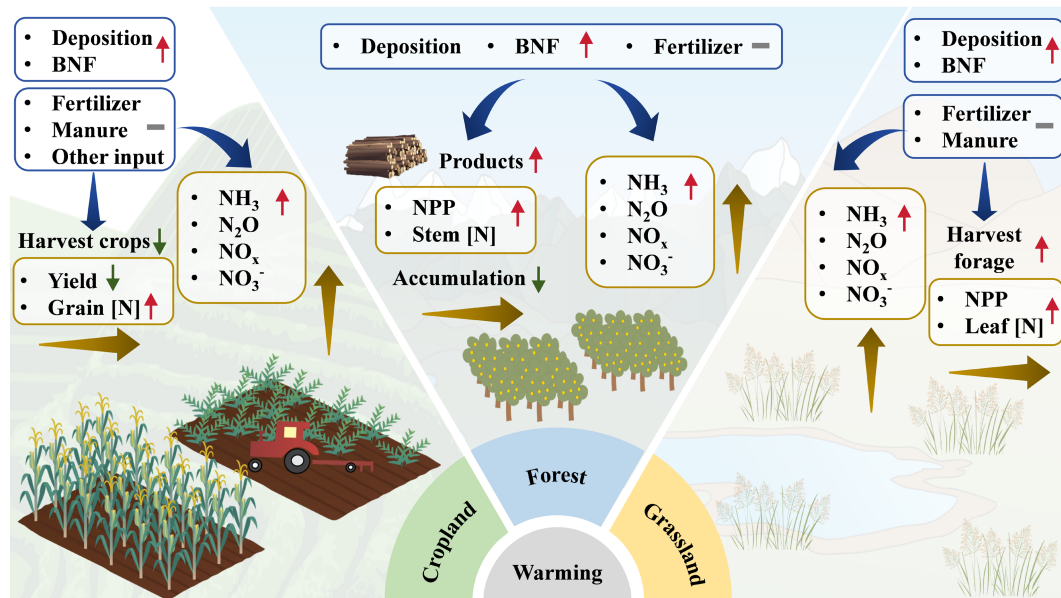 • Deposition
• BNF
• Fertilizer
• Manure
• Other input
• NH₃
• N₂O
• NOₓ
• NO₃⁻
Harvest crops
• Yield
• Grain [N]
• Deposition • BNF • Fertilizer
Products
• NPP
• Stem [N]
Accumulation
• NH₃
• N₂O
• NOₓ
• NO₃⁻
• Deposition
• BNF
• Fertilizer
• Manure
• NH₃
• N₂O
• NOₓ
• NO₃⁻
Harvest
forage
• NPP
• Leaf [N]
Cropland
Forest
Grassland
Warming